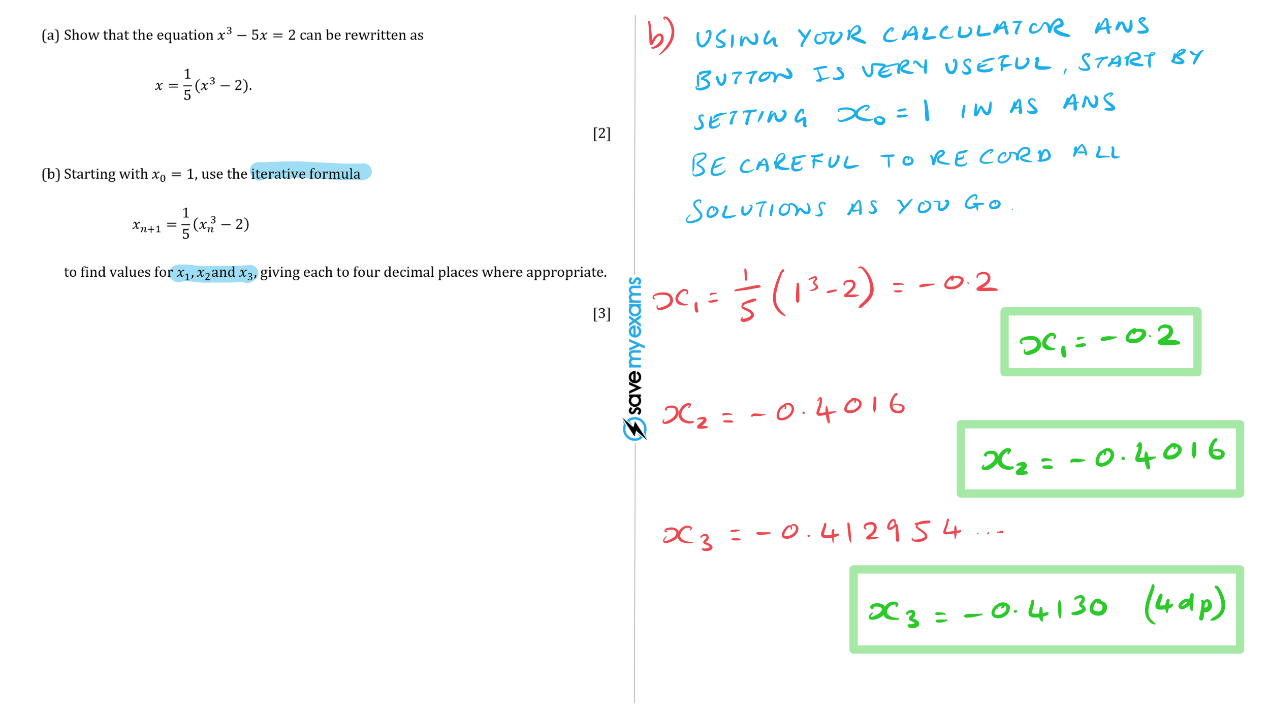 (a) Show that the equation x³ − 5x = 2 can be rewritten as
x = 1/5 (x³ − 2).
[2]
(b) Starting with x₀ = 1, use the iterative formula
xₙ₊₁ = 1/5 (xₙ³ − 2)
to find values for x₁, x₂ and x₃, giving each to four decimal places where appropriate.
[3]
save my exams
b) USING YOUR CALCULATOR ANS
BUTTON IS VERY USEFUL, START BY
SETTING x₀ = 1 IN AS ANS
BE CAREFUL TO RECORD ALL
SOLUTIONS AS YOU GO.
x₁ = 1/5 (1³ − 2) = −0.2
x₁ = −0.2
x₂ = −0.4016
x₂ = −0.4016
x₃ = −0.412954...
x₃ = −0.4130 (4dp)